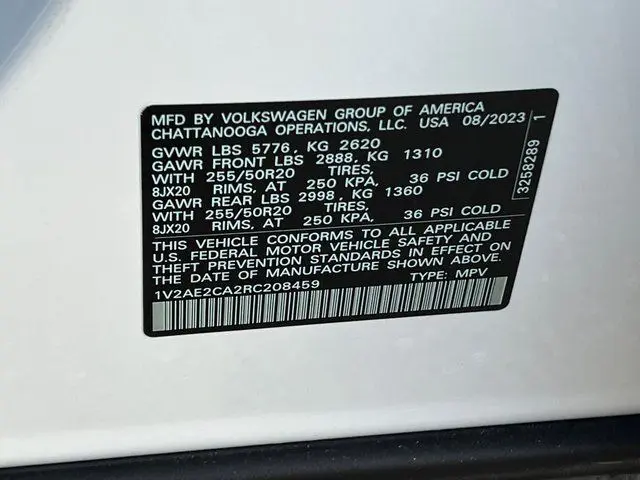 MFD BY VOLKSWAGEN GROUP OF AMERICA
CHATTANOOGA OPERATIONS, LLC. USA 08/2023
GVWR LBS 5776, KG 2620
GAWR FRONT LBS 2888, KG 1310
WITH 255/50R20 TIRES,
8JX20 RIMS, AT 250 KPA, 36 PSI COLD
GAWR REAR LBS 2998, KG 1360
WITH 255/50R20 TIRES,
8JX20 RIMS, AT 250 KPA, 36 PSI COLD
THIS VEHICLE CONFORMS TO ALL APPLICABLE
U.S. FEDERAL MOTOR VEHICLE SAFETY AND
THEFT PREVENTION STANDARDS IN EFFECT ON
THE DATE OF MANUFACTURE SHOWN ABOVE.
1V2AE2CA2RC208459 TYPE: MPV
3258289 1